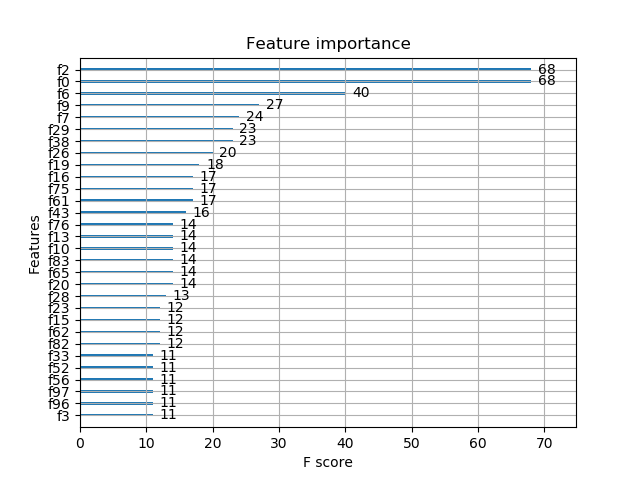 Feature importance
f2 68
f0 68
f6 40
f9 27
f7 24
f29 23
f38 23
f26 20
f19 18
f16 17
f75 17
f61 17
f43 16
f76 14
f13 14
f10 14
f83 14
f65 14
f20 14
f28 13
f23 12
f15 12
f62 12
f82 12
f33 11
f52 11
f56 11
f97 11
f96 11
f3 11
Features
0 10 20 30 40 50 60 70
F score